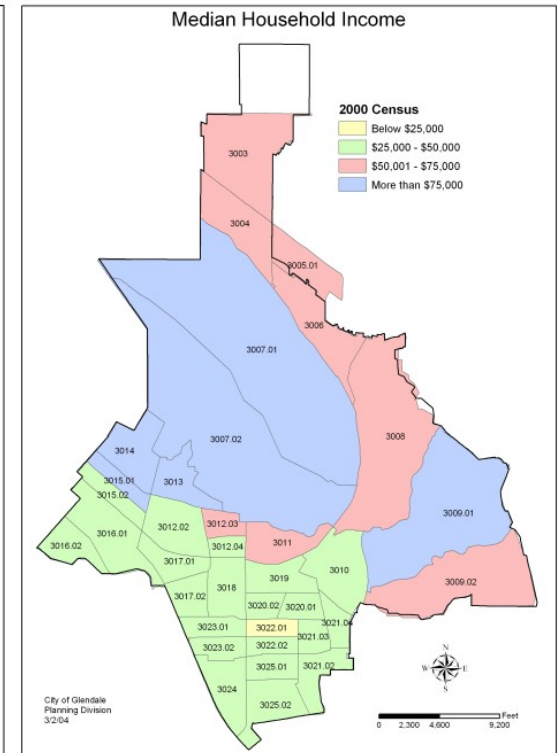 Median Household Income
2000 Census
Below $25,000
$25,000 - $50,000
$50,001 - $75,000
More than $75,000
3003
3004
3005.01
3006
3007.01
3008
3007.02
3014
3013
3015.01
3015.02
3009.01
3012.02
3012.03
3016.01
3011
3016.02
3012.04
3017.01
3010
3019
3009.02
3018
3017.02
3020.02
3020.01
3021.04
3023.01
3022.01
3021.03
3023.02
3022.02
3025.01
3021.02
3024
3025.02
N
W
E
S
City of Glendale
Planning Division
3/2/04
Feet
0 2,300 4,600 9,200